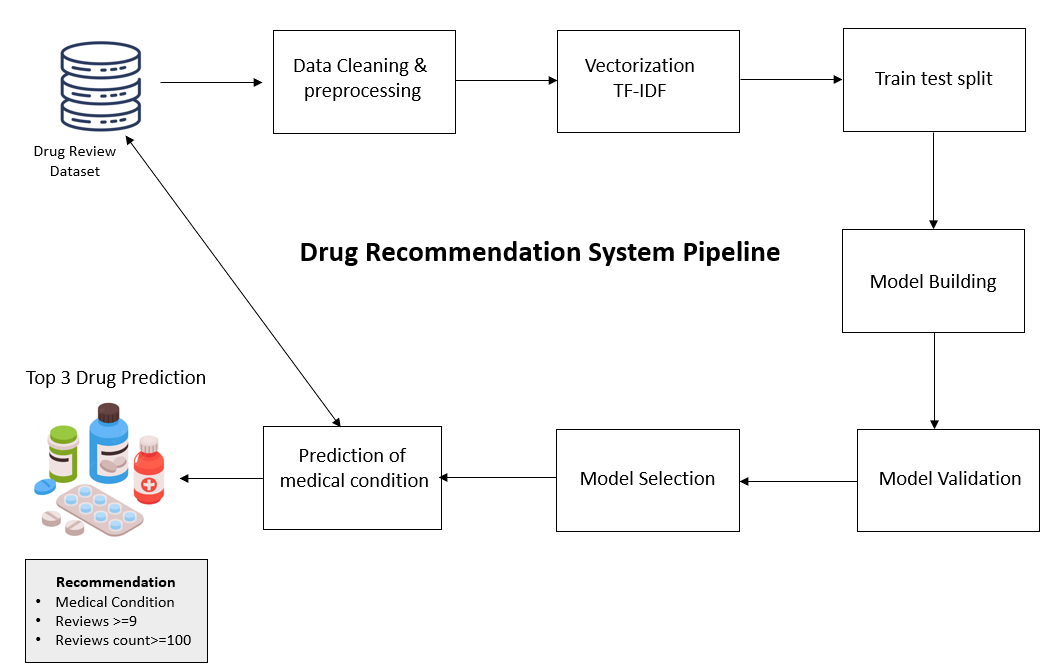 Drug Review
Dataset
Data Cleaning &
preprocessing
Vectorization
TF-IDF
Train test split
Drug Recommendation System Pipeline
Model Building
Model Validation
Model Selection
Prediction of
medical condition
Top 3 Drug Prediction
Recommendation
• Medical Condition
• Reviews >=9
• Reviews count>=100